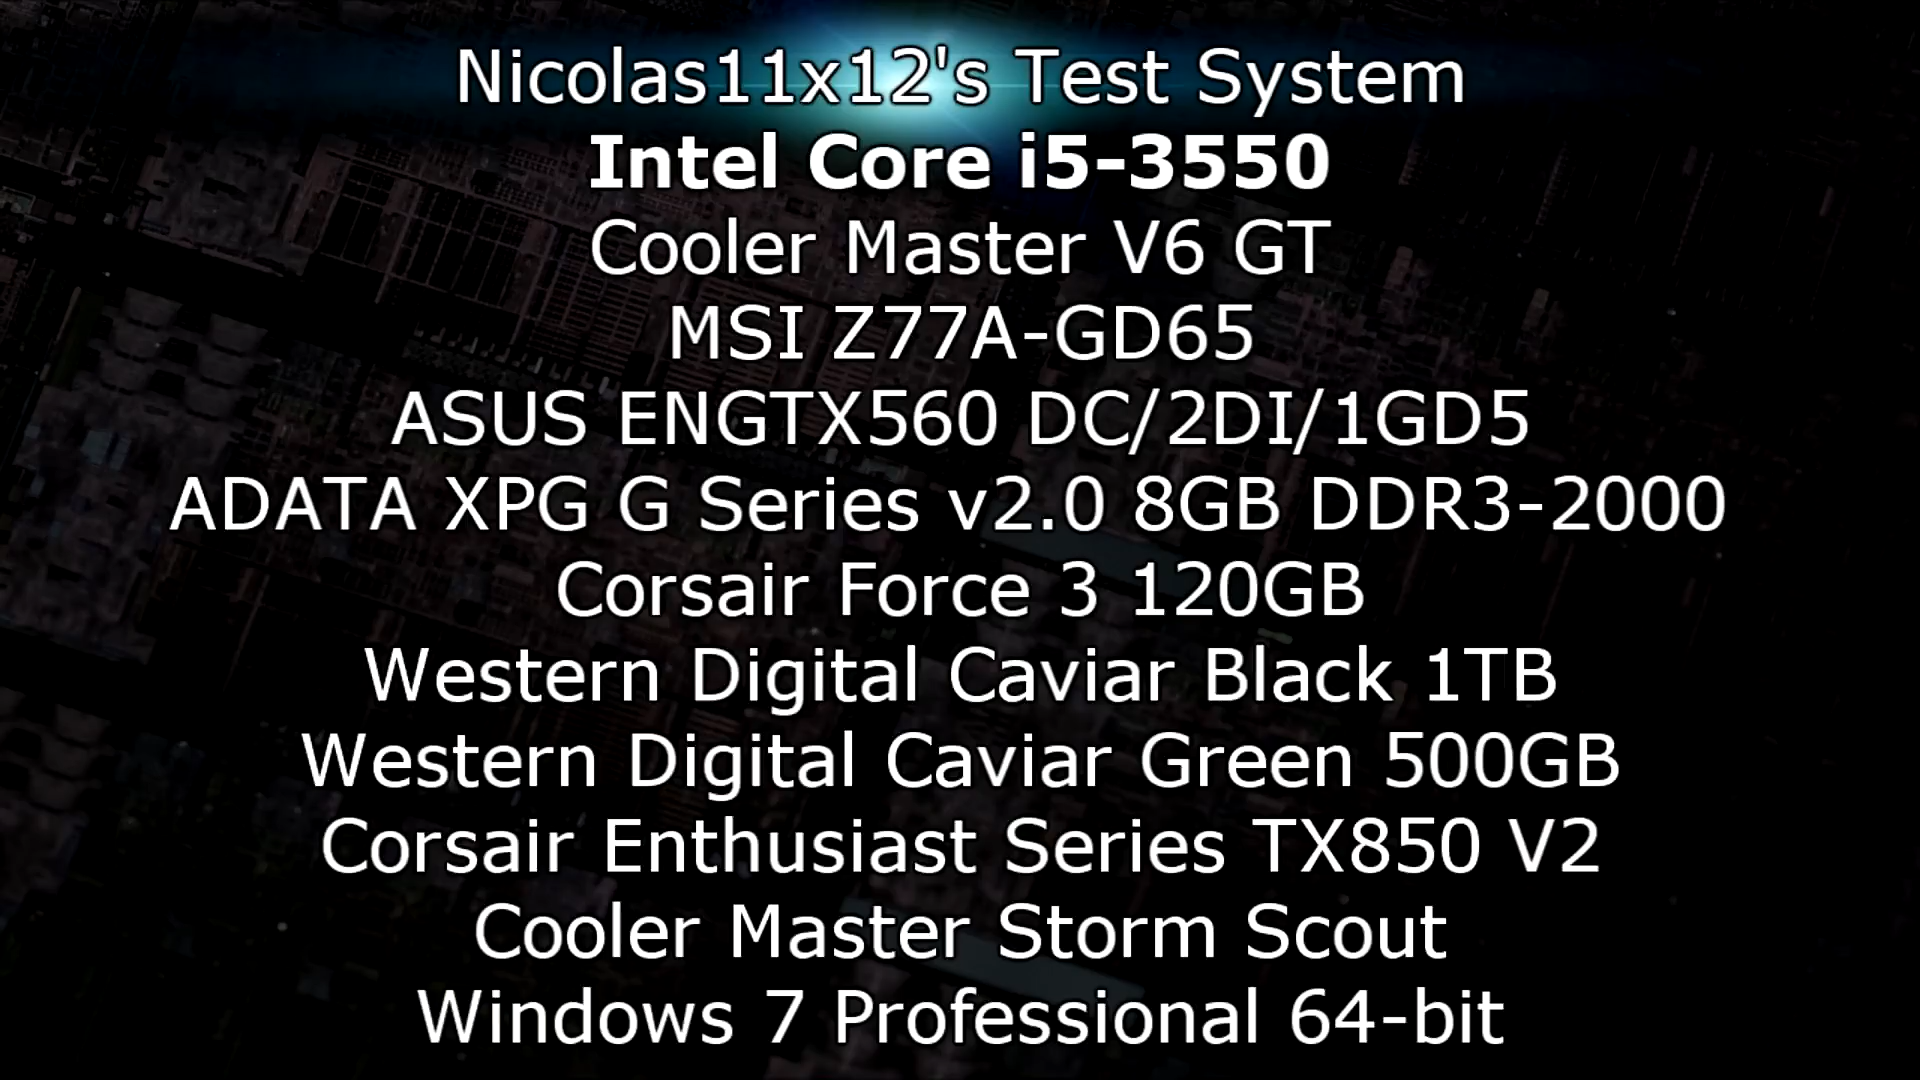 Nicolas11x12's Test System
Intel Core i5-3550
Cooler Master V6 GT
MSI Z77A-GD65
ASUS ENGTX560 DC/2DI/1GD5
ADATA XPG G Series v2.0 8GB DDR3-2000
Corsair Force 3 120GB
Western Digital Caviar Black 1TB
Western Digital Caviar Green 500GB
Corsair Enthusiast Series TX850 V2
Cooler Master Storm Scout
Windows 7 Professional 64-bit